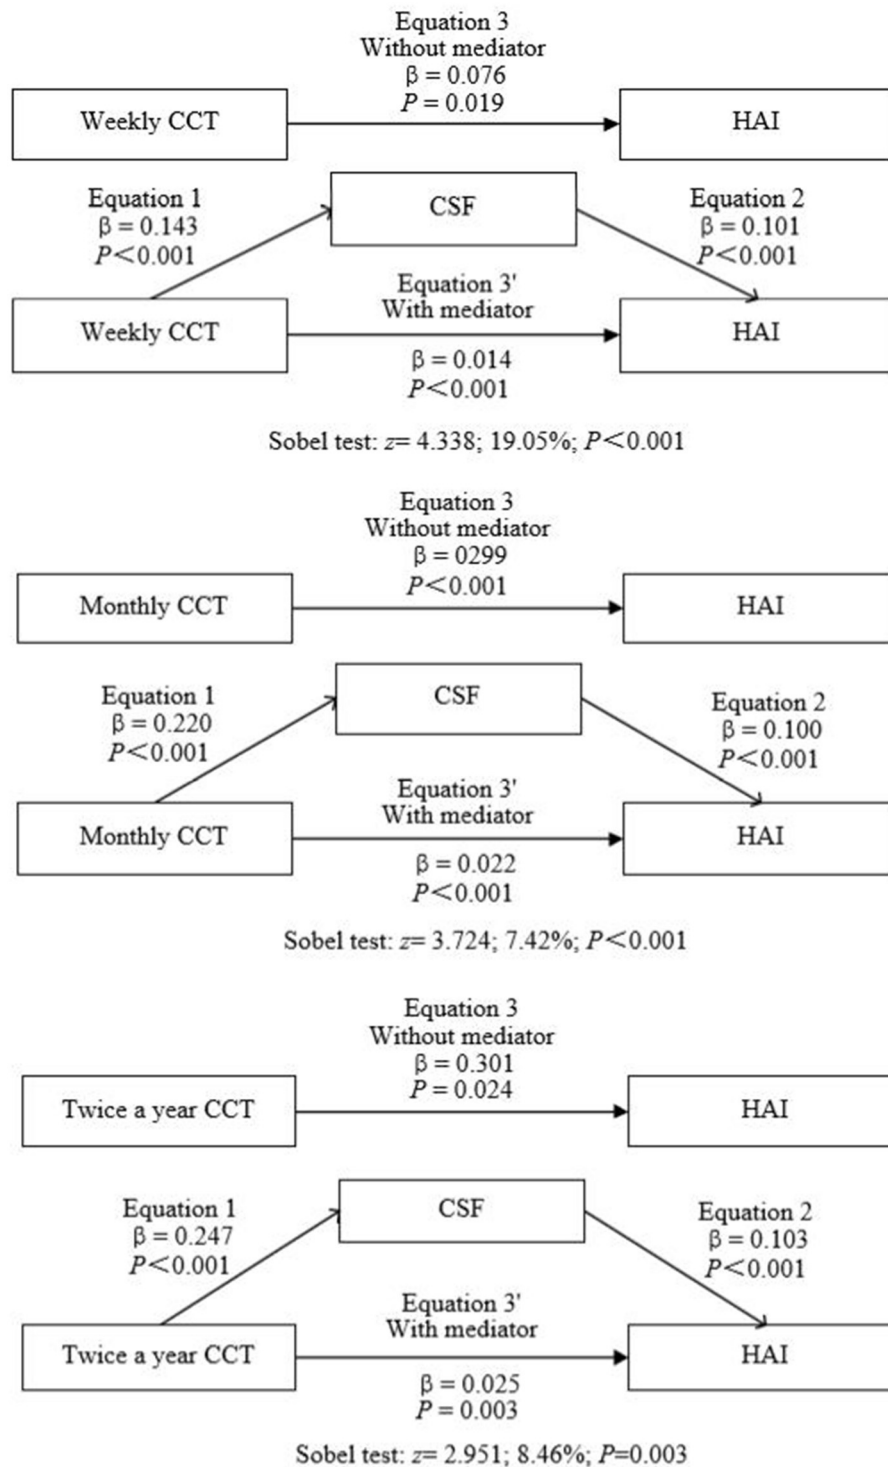 Equation 3
Without mediator
β = 0.076
P = 0.019
Weekly CCT
HAI
CSF
Equation 1
β = 0.143
P<0.001
Equation 2
β = 0.101
P<0.001
Equation 3'
With mediator
Weekly CCT
HAI
β = 0.014
P<0.001
Sobel test: z= 4.338; 19.05%; P<0.001
Equation 3
Without mediator
β = 0299
P<0.001
Monthly CCT
HAI
CSF
Equation 1
β = 0.220
P<0.001
Equation 2
β = 0.100
P<0.001
Equation 3'
With mediator
Monthly CCT
HAI
β = 0.022
P<0.001
Sobel test: z= 3.724; 7.42%; P<0.001
Equation 3
Without mediator
β = 0.301
P = 0.024
Twice a year CCT
HAI
CSF
Equation 1
β = 0.247
P<0.001
Equation 2
β = 0.103
P<0.001
Equation 3'
With mediator
Twice a year CCT
HAI
β = 0.025
P = 0.003
Sobel test: z= 2.951; 8.46%; P=0.003